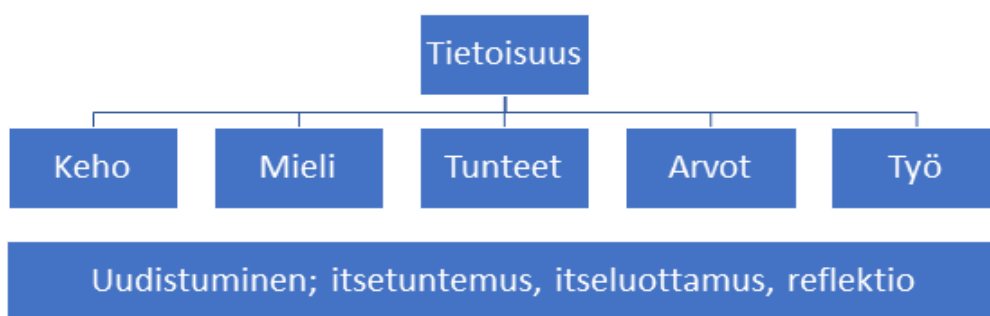 Tietoisuus
Keho
Mieli
Tunteet
Arvot
Työ
Uudistuminen; itsetuntemus, itseluottamus, reflektio